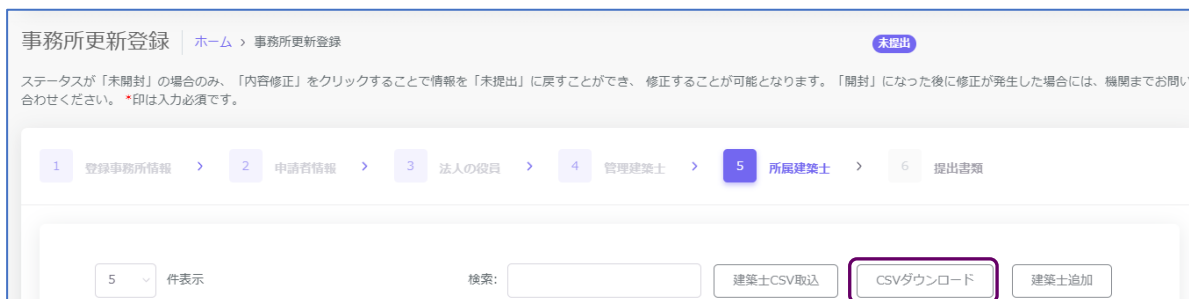 事務所更新登録 ホーム > 事務所更新登録 未提出
ステータスが「未開封」の場合のみ、「内容修正」をクリックすることで情報を「未提出」に戻すことができ、 修正することが可能となります。「開封」になった後に修正が発生した場合には、機関までお問い
合わせください。 *印は入力必須です。
1 登録事務所情報 > 2 申請者情報 > 3 法人の役員 > 4 管理建築士 > 5 所属建築士 > 6 提出書類
5 件表示 検索: 建築士CSV取込 CSVダウンロード 建築士追加